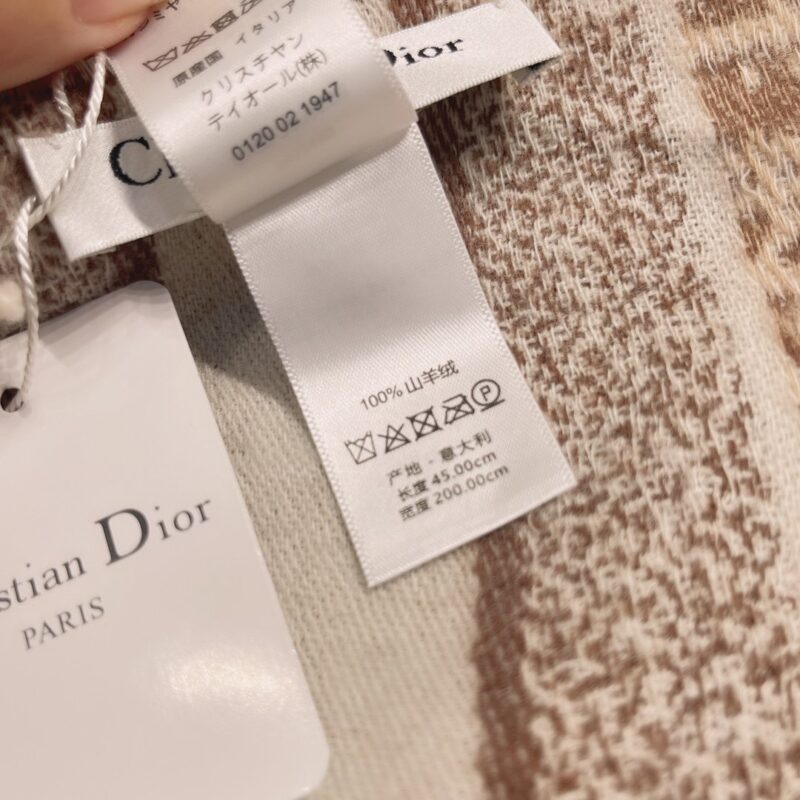 原産国 イタリア
クリスチャン
ディオール(株)
0120 02 1947
Dior
100% 山羊绒
产地 - 意大利
长度 45.00cm
宽度 200.00cm
stian Dior
PARIS